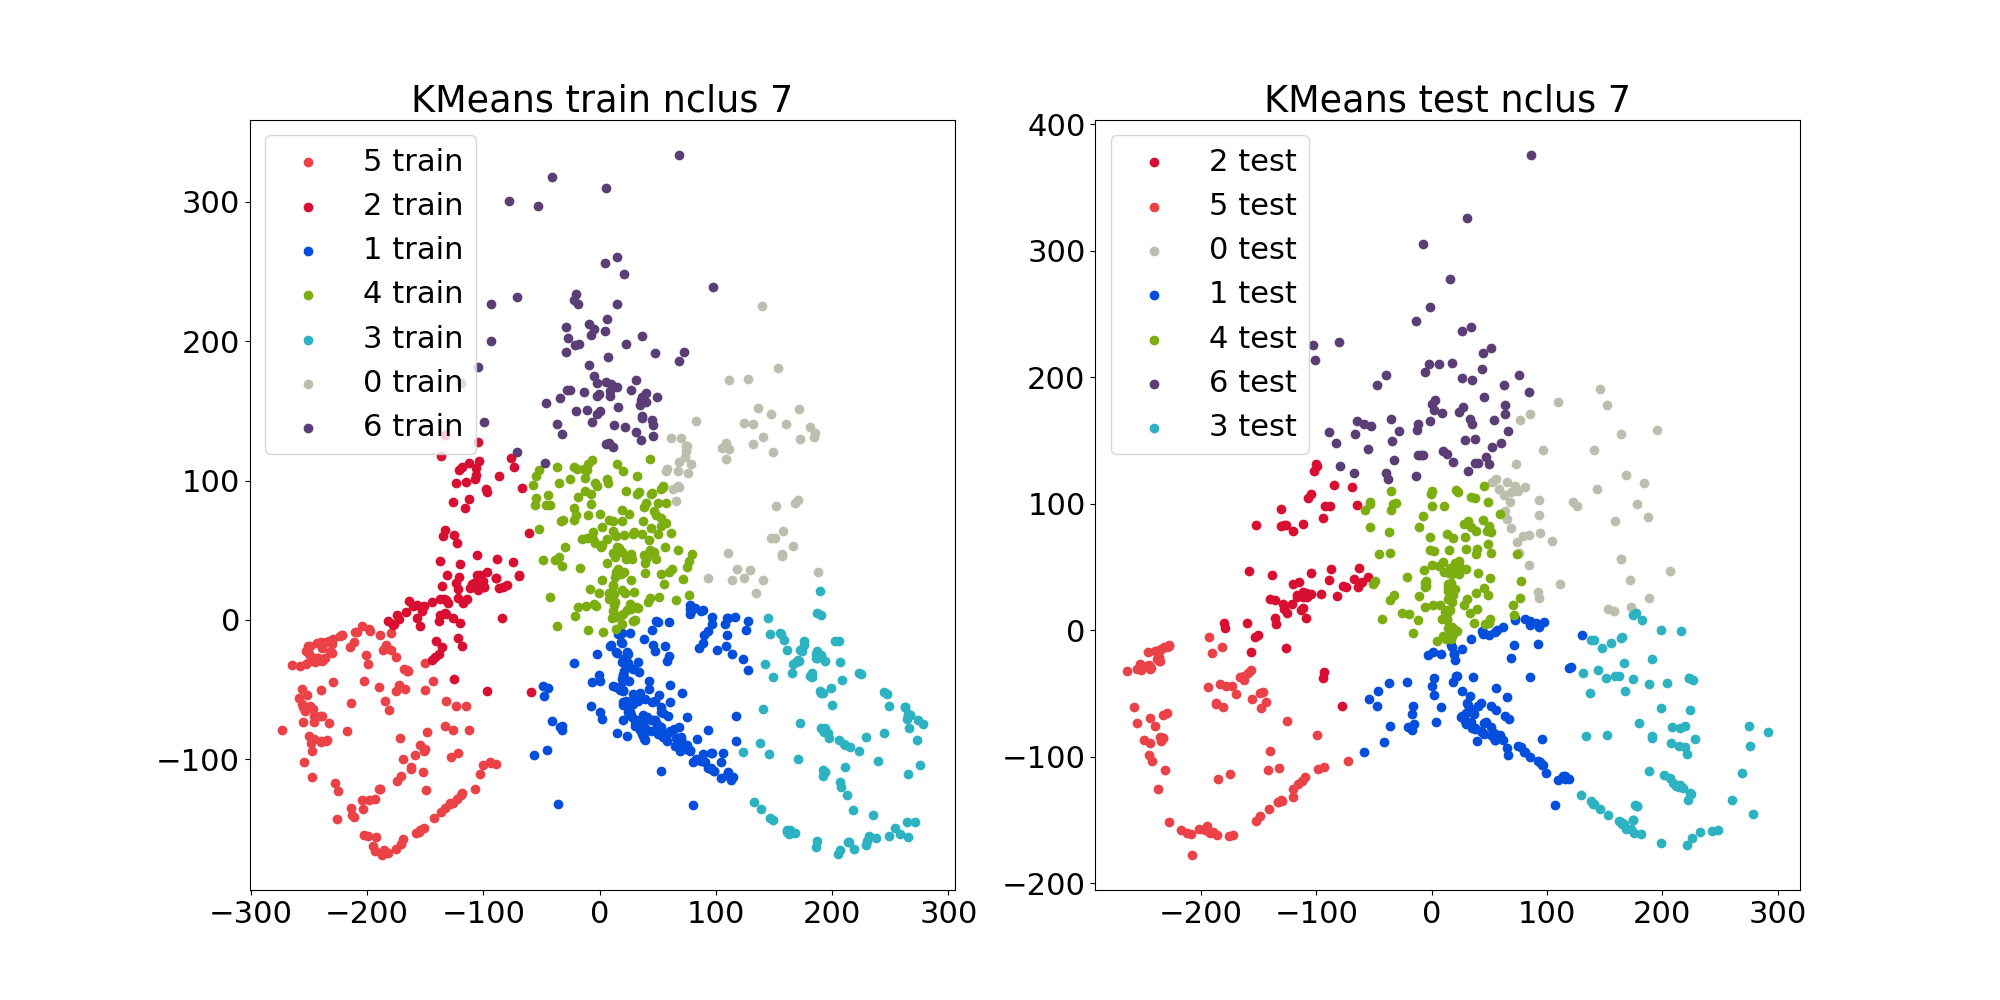 KMeans train nclus 7
5 train
2 train
1 train
4 train
3 train
0 train
6 train
300
200
100
0
−100
−300 −200 −100 0 100 200 300
KMeans test nclus 7
2 test
5 test
0 test
1 test
4 test
6 test
3 test
400
300
200
100
0
−100
−200
−200 −100 0 100 200 300